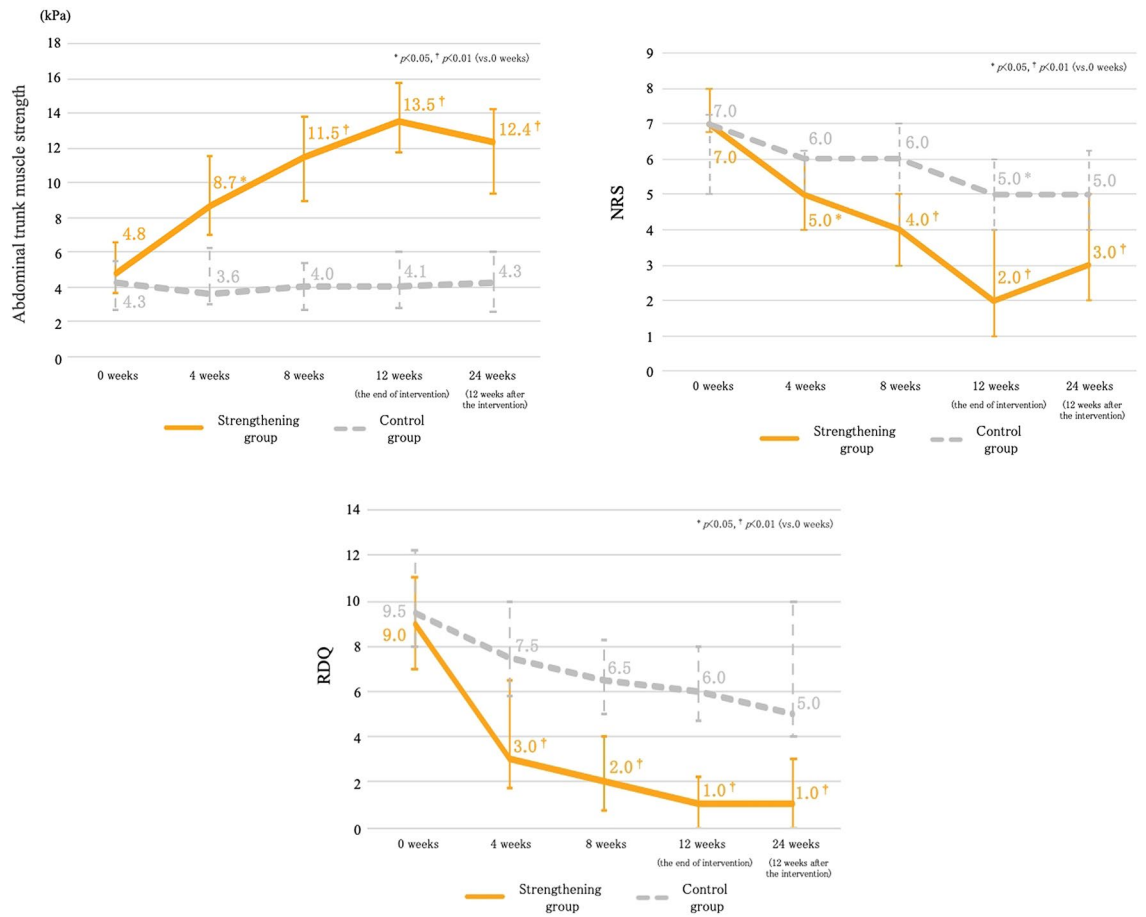 (kPa)
Abdominal trunk muscle strength
18
16
14
12
10
8
6
4
2
0
* p<0.05, † p<0.01 (vs.0 weeks)
4.8
8.7*
11.5†
13.5†
12.4†
4.3
3.6
4.0
4.1
4.3
0 weeks
4 weeks
8 weeks
12 weeks
(the end of intervention)
24 weeks
(12 weeks after
the intervention)
Strengthening
group
Control
group
NRS
9
8
7
6
5
4
3
2
1
0
* p<0.05, † p<0.01 (vs.0 weeks)
7.0
6.0
6.0
5.0*
5.0
7.0
5.0*
4.0†
2.0†
3.0†
0 weeks
4 weeks
8 weeks
12 weeks
(the end of intervention)
24 weeks
(12 weeks after
the intervention)
Strengthening
group
Control
group
RDQ
14
12
10
8
6
4
2
0
* p<0.05, † p<0.01 (vs.0 weeks)
9.5
7.5
6.5
6.0
5.0
9.0
3.0†
2.0†
1.0†
1.0†
0 weeks
4 weeks
8 weeks
12 weeks
(the end of intervention)
24 weeks
(12 weeks after
the intervention)
Strengthening
group
Control
group